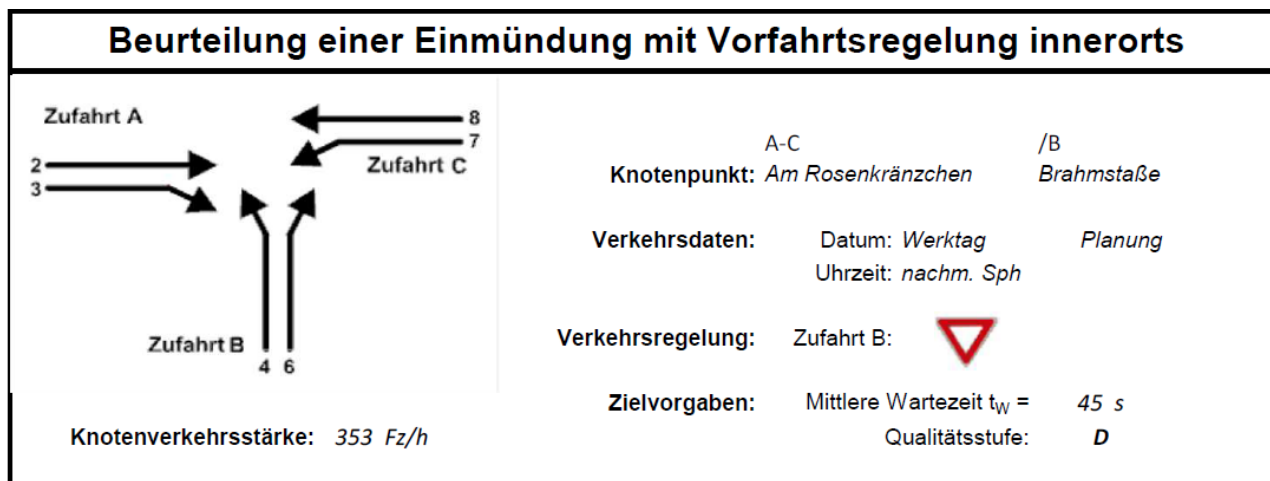 Beurteilung einer Einmündung mit Vorfahrtsregelung innerorts
Zufahrt A
8
7
2
3
Zufahrt C
Zufahrt B
4 6
Knotenverkehrsstärke: 353 Fz/h
A-C /B
Knotenpunkt: Am Rosenkränzchen Brahmstaße
Verkehrsdaten: Datum: Werktag Planung
Uhrzeit: nachm. Sph
Verkehrsregelung: Zufahrt B:
Zielvorgaben: Mittlere Wartezeit tW = 45 s
Qualitätsstufe: D